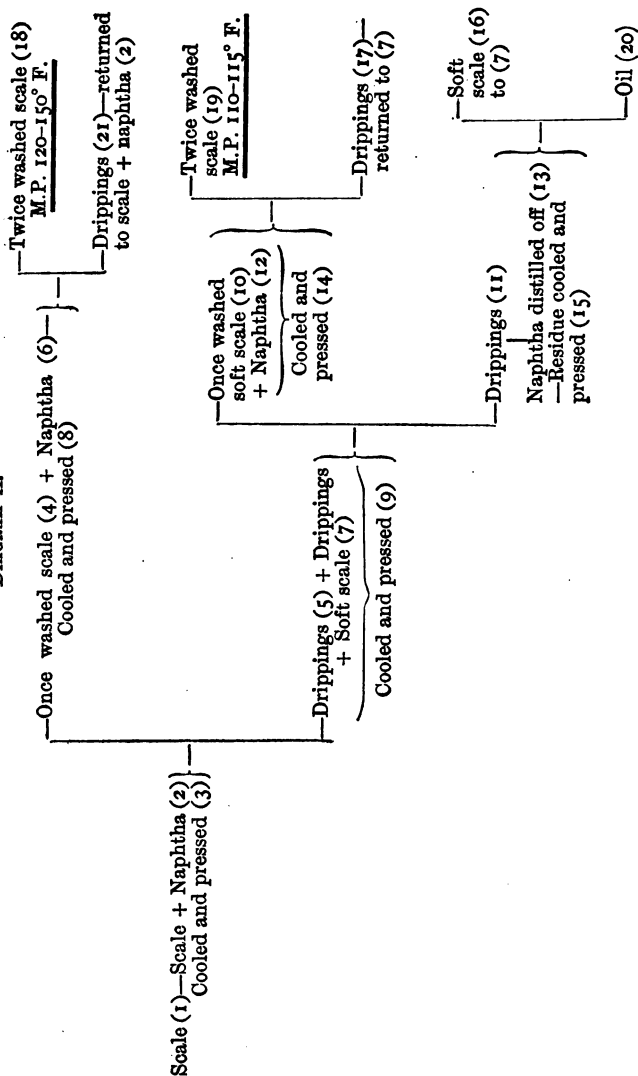 Scale (1)—Scale + Naphtha (2)
Cooled and pressed (3)
—Once washed scale (4) + Naphtha (6)—
Cooled and pressed (8)
—Twice washed scale (18)
M.P. 120–150° F.
—Drippings (21)—returned
to scale + naphtha (2)
—Drippings (5) + Drippings
+ Soft scale (7)
Cooled and pressed (9)
—Once washed
soft scale (10)
+ Naphtha (12)
Cooled and
pressed (14)
—Twice washed
scale (19)
M.P. 110–115° F.
—Drippings (17)—
returned to (7)
—Drippings (11)
Naphtha distilled off (13)
—Residue cooled and
pressed (15)
—Soft
scale (16)
to (7)
—Oil (20)